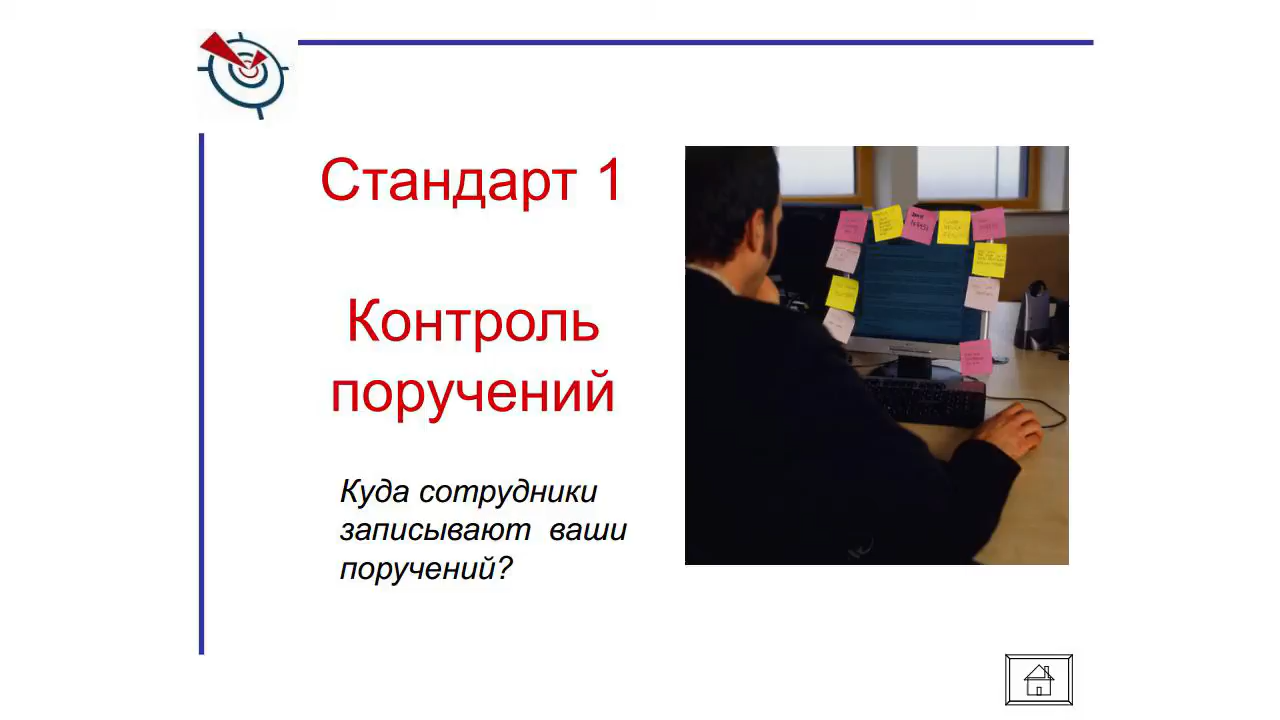 Стандарт 1
Контроль
поручений
Куда сотрудники
записывают ваши
поручений?